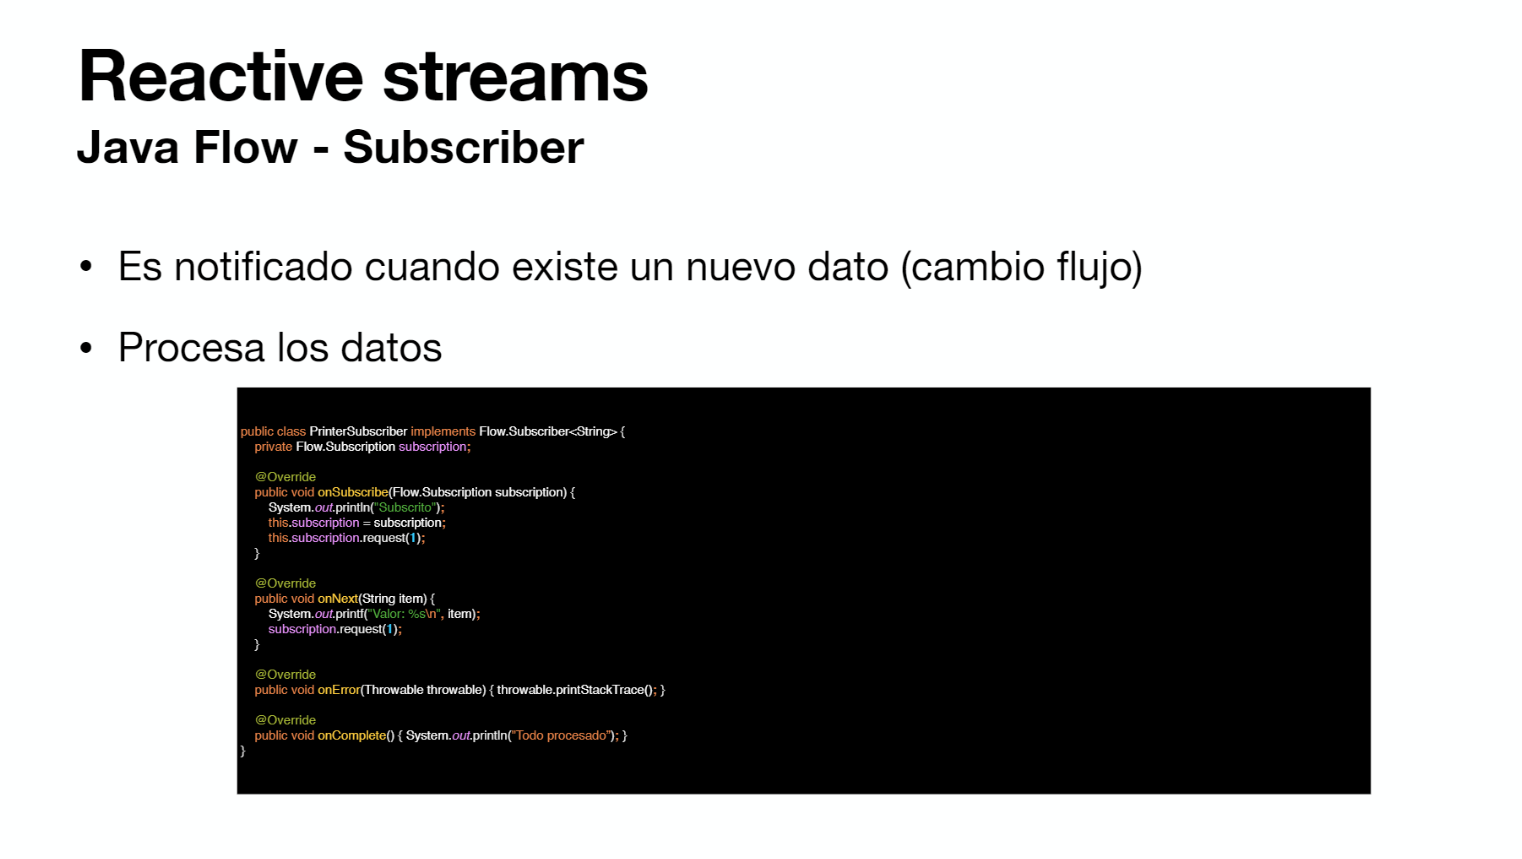 Reactive streams
Java Flow - Subscriber
• Es notificado cuando existe un nuevo dato (cambio flujo)
• Procesa los datos
public class PrinterSubscriber implements Flow.Subscriber<String> {
private Flow.Subscription subscription;
@Override
public void onSubscribe(Flow.Subscription subscription) {
System.out.println("Subscrito");
this.subscription = subscription;
this.subscription.request(1);
}
@Override
public void onNext(String item) {
System.out.printf("Valor: %s\n", item);
subscription.request(1);
}
@Override
public void onError(Throwable throwable) { throwable.printStackTrace(); }
@Override
public void onComplete() { System.out.println("Todo procesado"); }
}